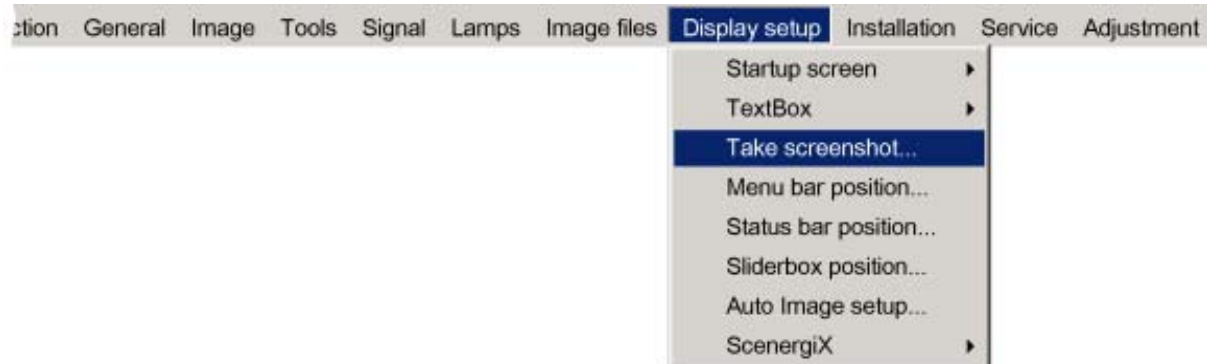 ction General Image Tools Signal Lamps Image files Display setup Installation Service Adjustment
Startup screen
TextBox
Take screenshot...
Menu bar position...
Status bar position...
Sliderbox position...
Auto Image setup...
ScenergiX